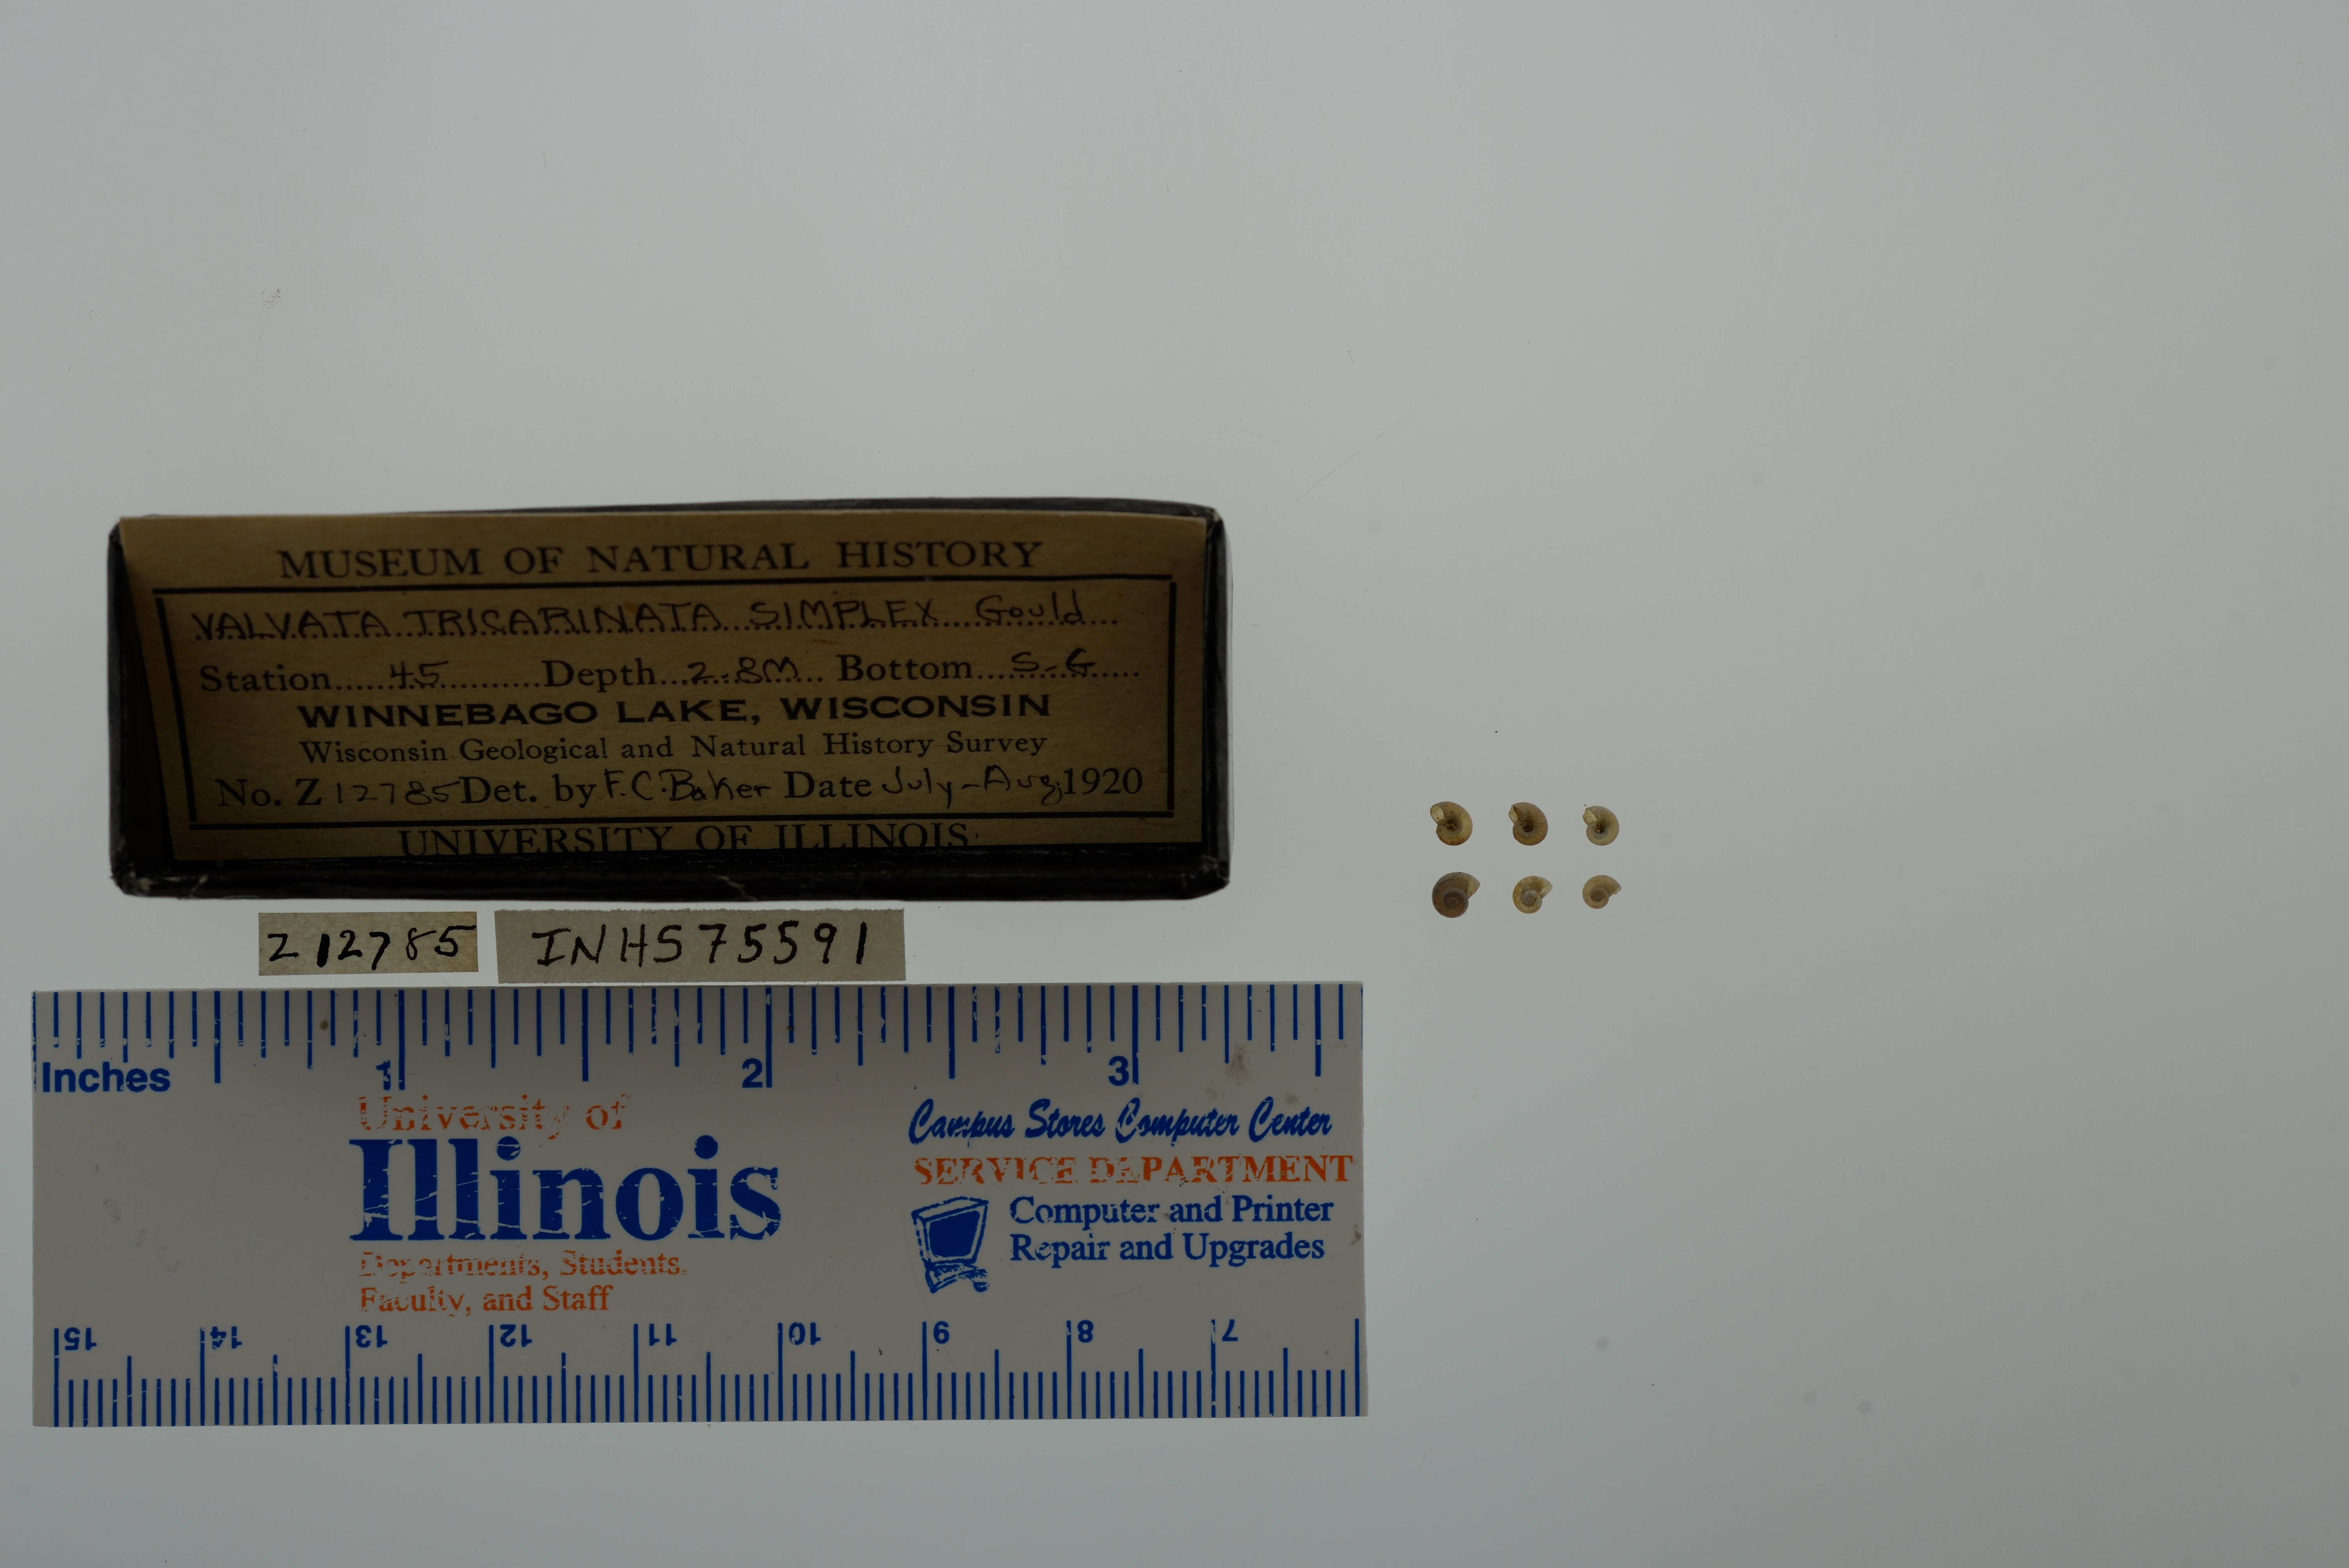 MUSEUM OF NATURAL HISTORY
VALVATA TRICARINATA SIMPLEX Gould
Station 45 Depth 2.8M Bottom S-G
WINNEBAGO LAKE, WISCONSIN
Wisconsin Geological and Natural History Survey
No. Z 12785 Det. by F.C. Baker Date July-Aug, 1920
UNIVERSITY OF ILLINOIS
Z12785
INHS75591
1 2 3
Inches
University of
Illinois
Departments, Students,
Faculty, and Staff
Campus Stores Computer Center
SERVICE DEPARTMENT
Computer and Printer
Repair and Upgrades
15 14 13 12 11 10 9 8 7